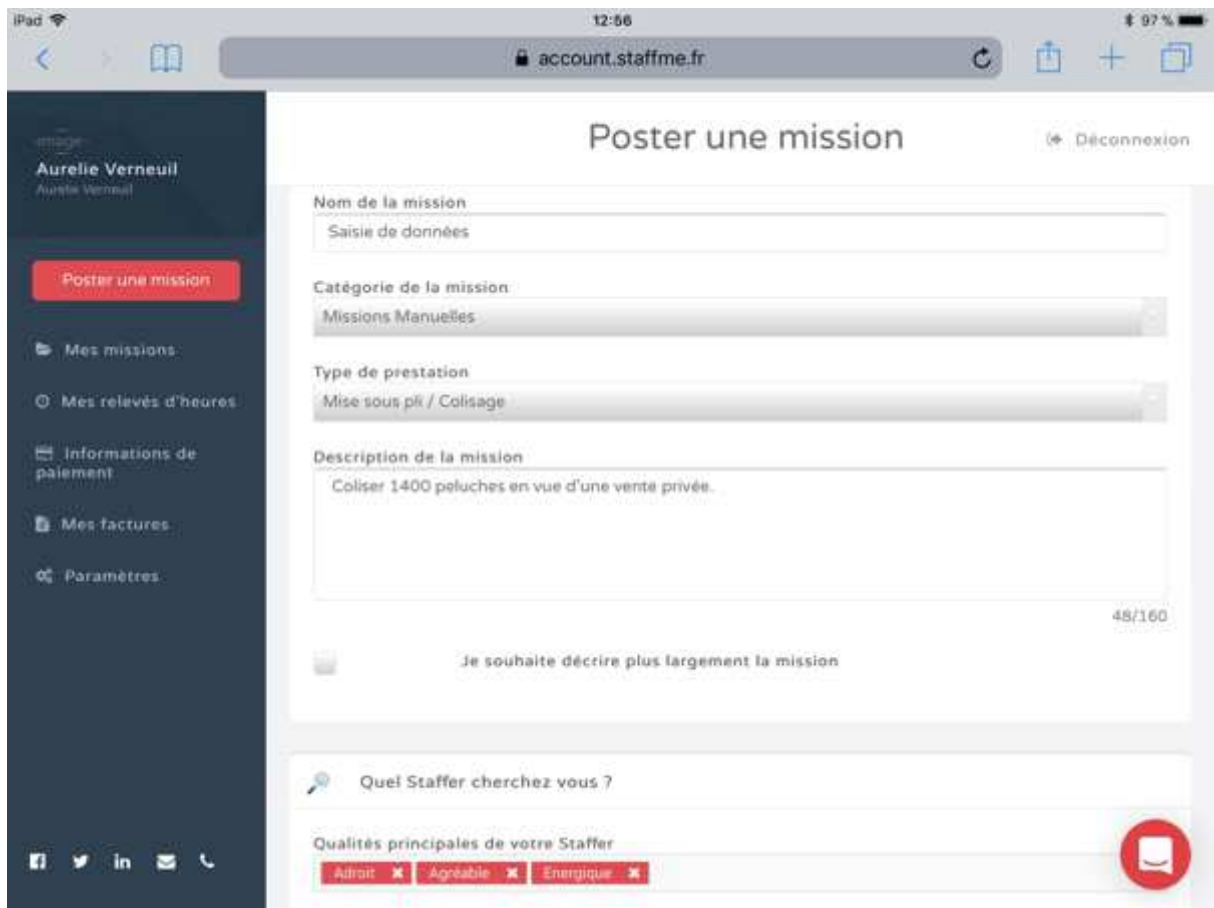 iPad 12:56 97 %
account.staffme.fr
image
Aurelie Verneuil
Aurelie Verneuil
Poster une mission
Mes missions
Mes relevés d'heures
Informations de
paiement
Mes factures
Paramètres
Poster une mission
Déconnexion
Nom de la mission
Saisie de données
Catégorie de la mission
Missions Manuelles
Type de prestation
Mise sous pli / Colisage
Description de la mission
Coliser 1400 peluches en vue d'une vente privée.
48/160
Je souhaite décrire plus largement la mission
Quel Staffer cherchez vous ?
Qualités principales de votre Staffer
Adroit Agréable Energique